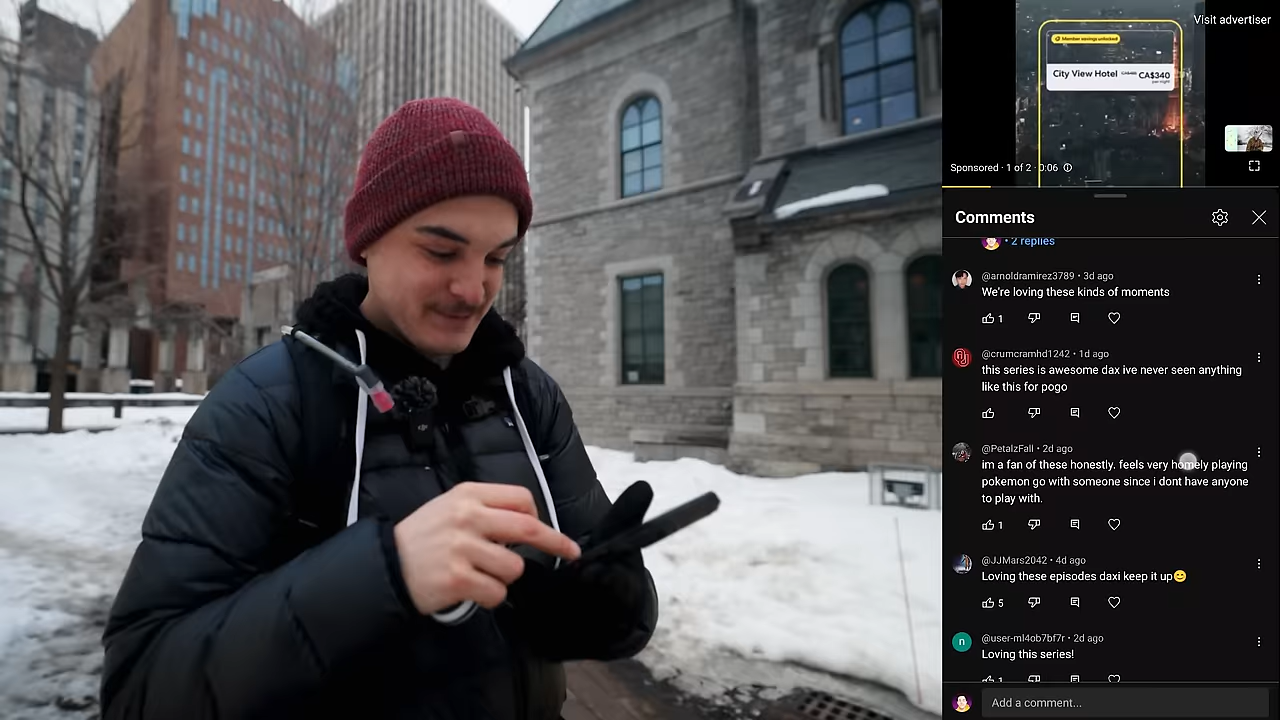 Visit advertiser
Member savings unlocked
City View Hotel
CA$340
per night
Sponsored · 1 of 2 · 0:06
Comments
• 2 replies
@arnoldramirez3789 • 3d ago
We're loving these kinds of moments
1
@crumcramhd1242 • 1d ago
this series is awesome dax ive never seen anything
like this for pogo
@PetalzFall • 2d ago
im a fan of these honestly. feels very homely playing
pokemon go with someone since i dont have anyone
to play with.
1
@JJMars2042 • 4d ago
Loving these episodes daxi keep it up😊
5
n
@user-ml4ob7bf7r • 2d ago
Loving this series!
1
Add a comment...